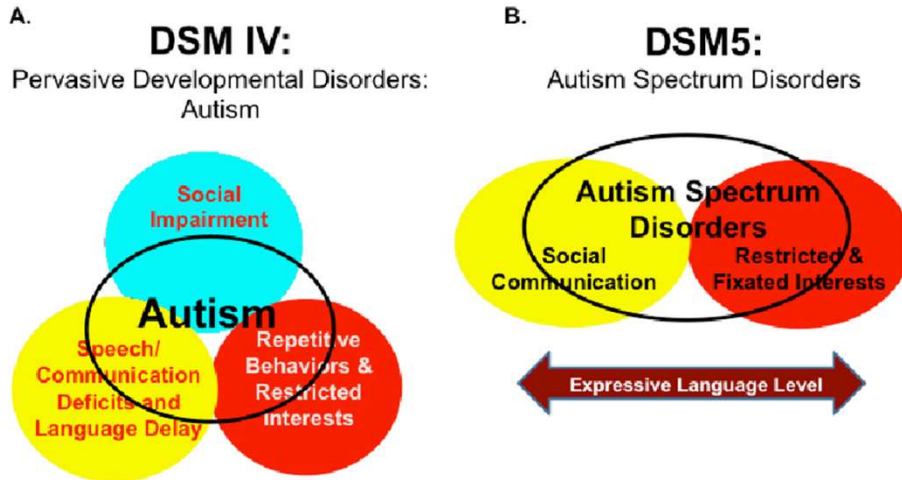 A.
DSM IV:
Pervasive Developmental Disorders:
Autism
Social
Impairment
Autism
Speech/
Communication
Deficits and
Language Delay
Repetitive
Behaviors &
Restricted
Interests
B.
DSM5:
Autism Spectrum Disorders
Autism Spectrum
Disorders
Social
Communication
Restricted &
Fixated Interests
Expressive Language Level